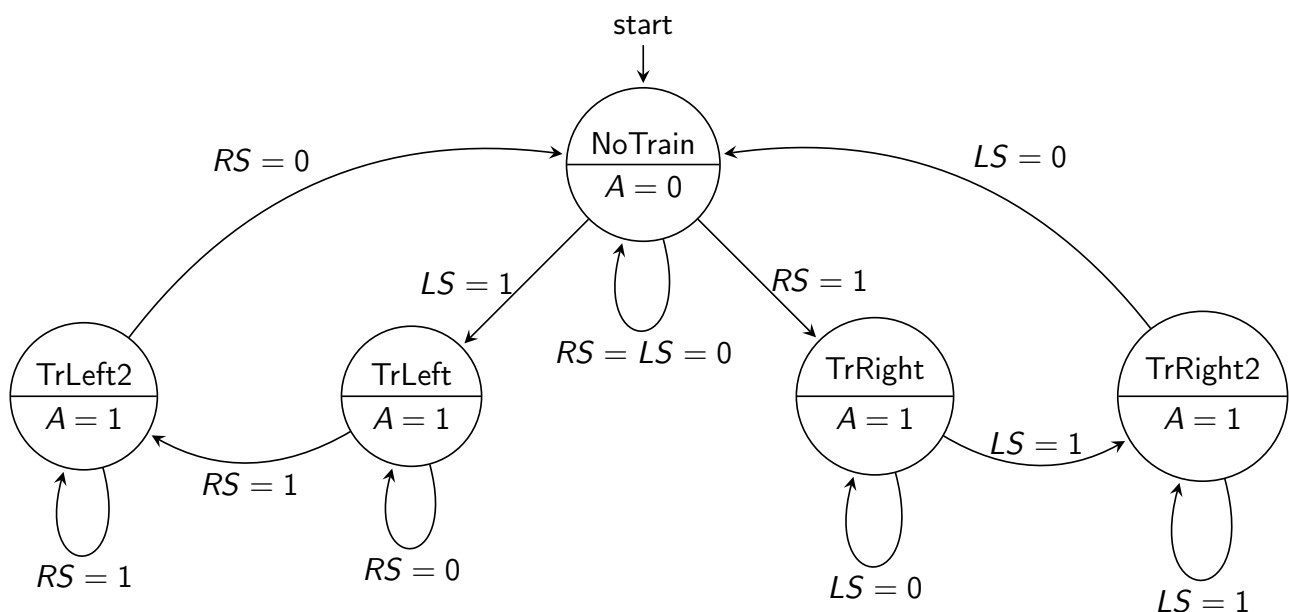 start
NoTrain
A = 0
RS = 0
LS = 0
LS = 1
RS = 1
RS = LS = 0
TrLeft2
A = 1
TrLeft
A = 1
TrRight
A = 1
TrRight2
A = 1
RS = 1
LS = 1
RS = 1
RS = 0
LS = 0
LS = 1